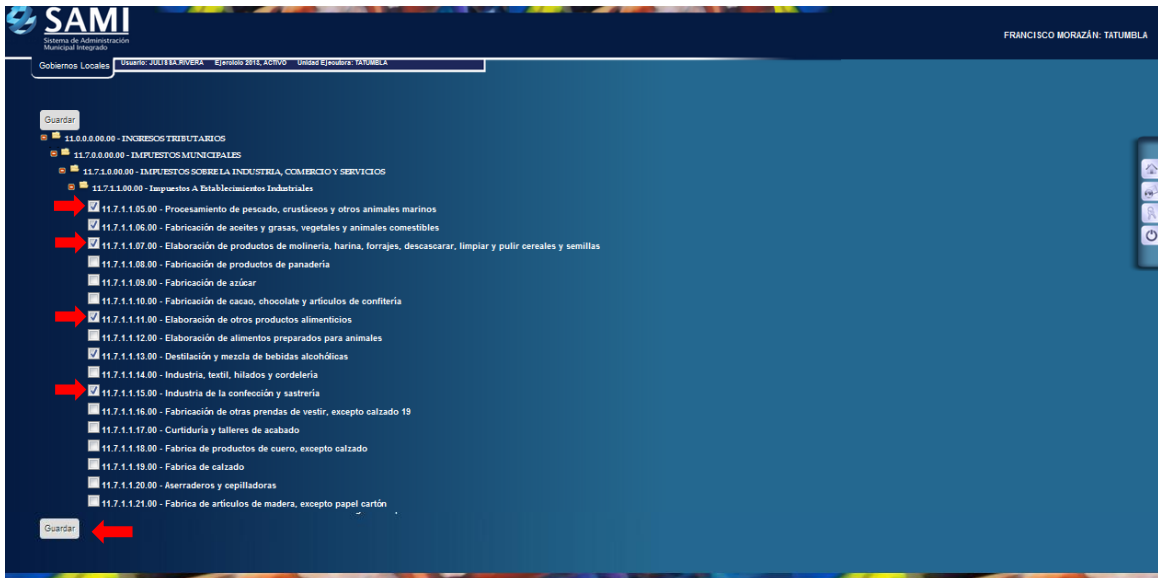 SAMI
Sistema de Administración
Municipal Integrado
FRANCISCO MORAZÁN: TATUMBLA
Gobiernos Locales
Usuario: JULISSA.RIVERA Ejercicio 2018, ACTIVO Unidad Ejecutora: TATUMBLA
Guardar
11.0.0.0.00.00 - INGRESOS TRIBUTARIOS
11.7.0.0.00.00 - IMPUESTOS MUNICIPALES
11.7.1.0.00.00 - IMPUESTOS SOBRE LA INDUSTRIA, COMERCIO Y SERVICIOS
11.7.1.1.00.00 - Impuestos A Establecimientos Industriales
11.7.1.1.05.00 - Procesamiento de pescado, crustáceos y otros animales marinos
11.7.1.1.06.00 - Fabricación de aceites y grasas, vegetales y animales comestibles
11.7.1.1.07.00 - Elaboración de productos de molineria, harina, forrajes, descascarar, limpiar y pulir cereales y semillas
11.7.1.1.08.00 - Fabricación de productos de panadería
11.7.1.1.09.00 - Fabricación de azúcar
11.7.1.1.10.00 - Fabricación de cacao, chocolate y artículos de confitería
11.7.1.1.11.00 - Elaboración de otros productos alimenticios
11.7.1.1.12.00 - Elaboración de alimentos preparados para animales
11.7.1.1.13.00 - Destilación y mezcla de bebidas alcohólicas
11.7.1.1.14.00 - Industria, textil, hilados y cordelería
11.7.1.1.15.00 - Industria de la confección y sastrería
11.7.1.1.16.00 - Fabricación de otras prendas de vestir, excepto calzado 19
11.7.1.1.17.00 - Curtiduría y talleres de acabado
11.7.1.1.18.00 - Fabrica de productos de cuero, excepto calzado
11.7.1.1.19.00 - Fabrica de calzado
11.7.1.1.20.00 - Aserraderos y cepilladoras
11.7.1.1.21.00 - Fabrica de artículos de madera, excepto papel cartón
Guardar